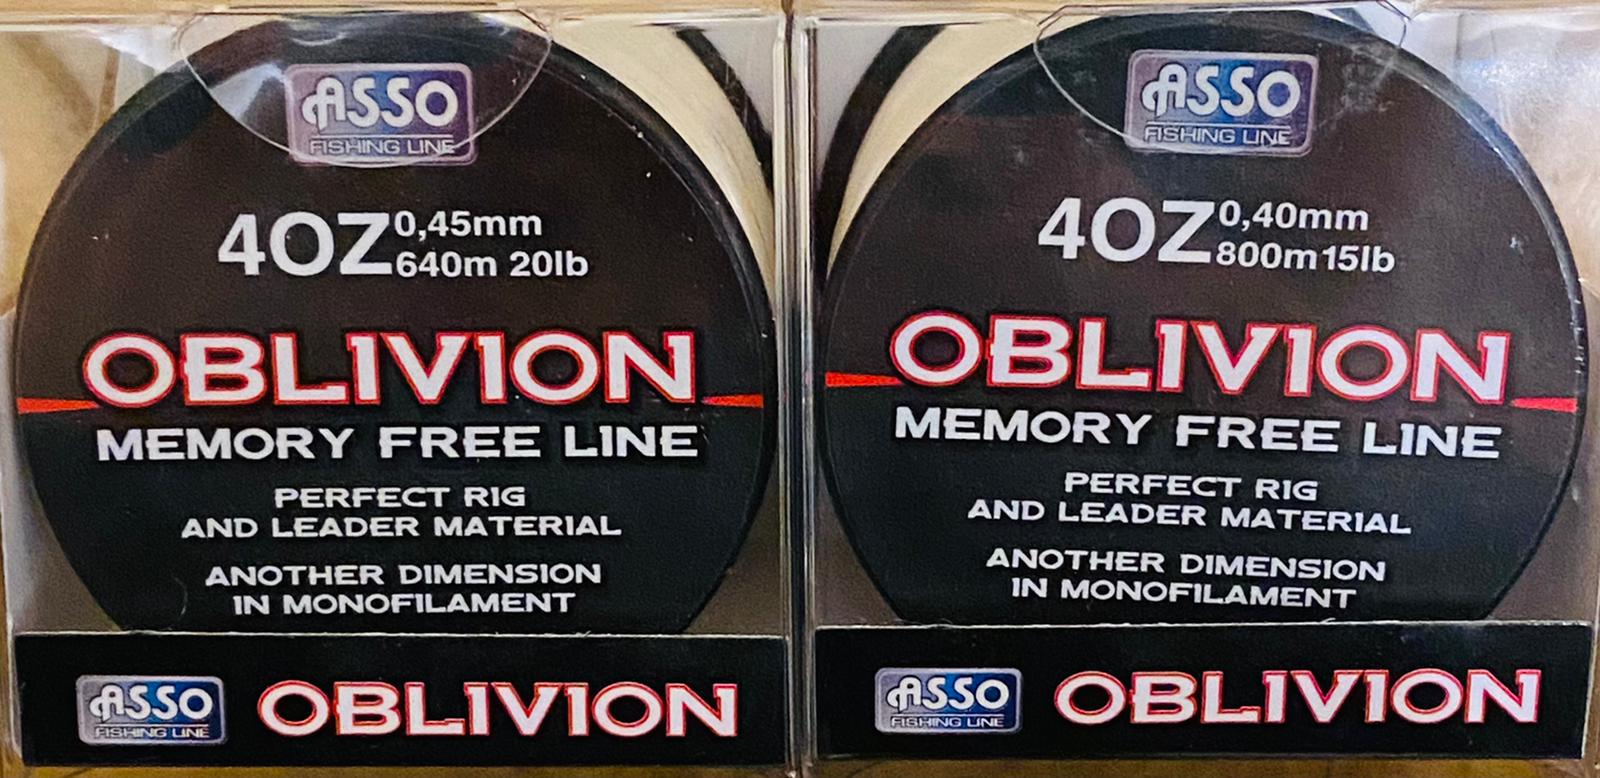 ASSO
FISHING LINE
4OZ 0,45mm
640m 20lb
OBLIVION
MEMORY FREE LINE
PERFECT RIG
AND LEADER MATERIAL
ANOTHER DIMENSION
IN MONOFILAMENT
ASSO
FISHING LINE
OBLIVION
ASSO
FISHING LINE
4OZ 0,40mm
800m 15lb
OBLIVION
MEMORY FREE LINE
PERFECT RIG
AND LEADER MATERIAL
ANOTHER DIMENSION
IN MONOFILAMENT
ASSO
FISHING LINE
OBLIVION